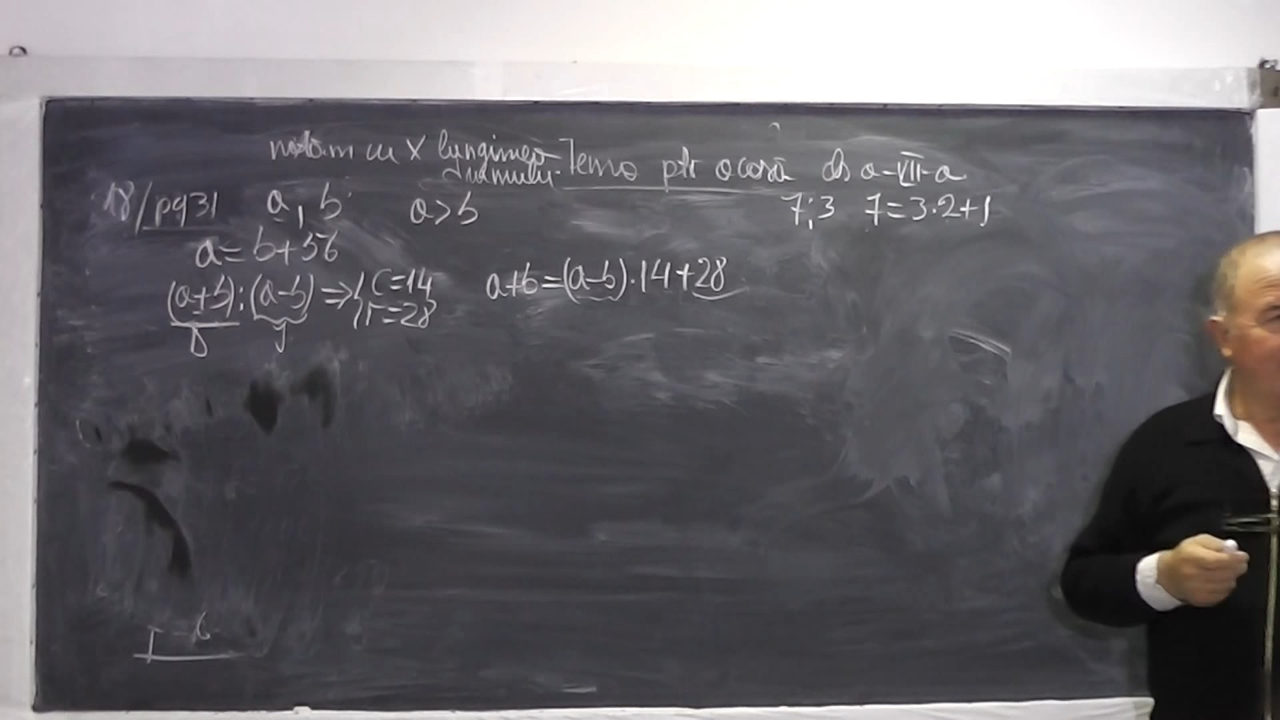 notăm cu x lungimea Tema ptr acasă cls a-VII-a
drumului.
18/pg31 a, b a>b 7:3 7=3·2+1
a=b+56
(a+b):(a-b) ⇒ { C=14 a+b=(a-b)·14+28
r=28
D